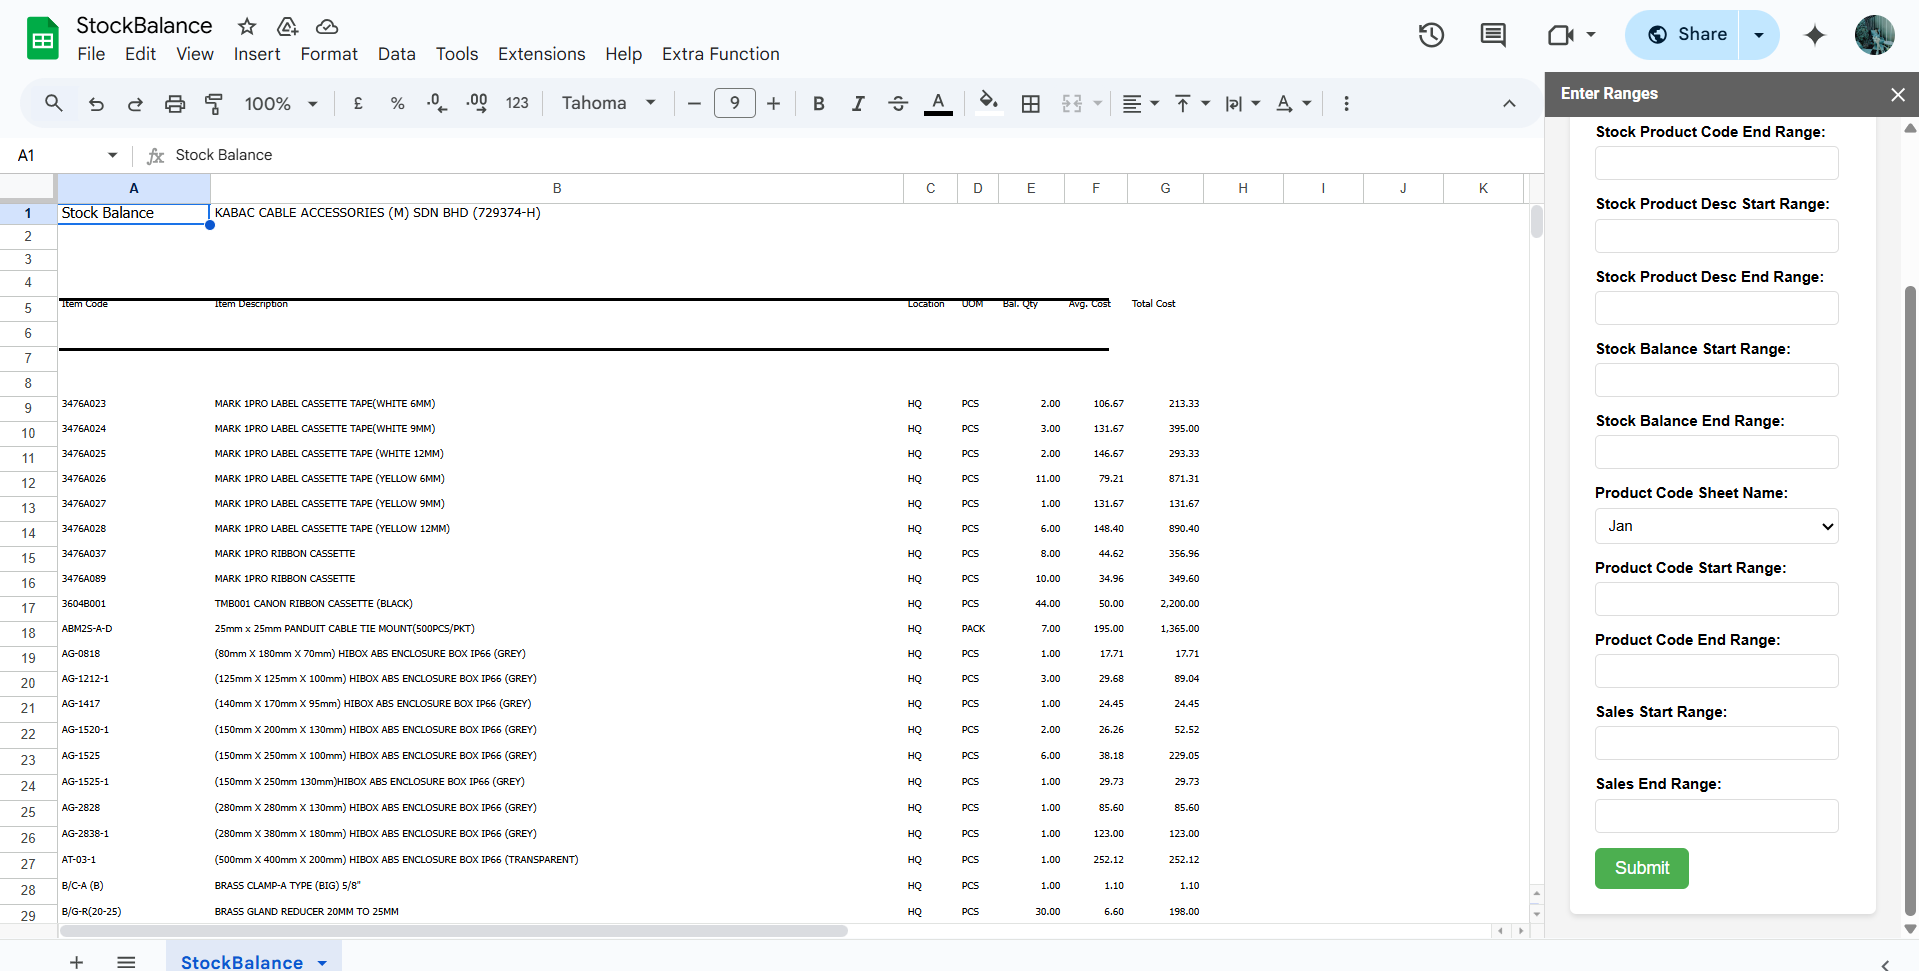 StockBalance
File Edit View Insert Format Data Tools Extensions Help Extra Function
Share
100% £ % .0 .00 123 Tahoma 9 B I A
A1 fx Stock Balance
A B C D E F G H I J K
1 Stock Balance KABAC CABLE ACCESSORIES (M) SDN BHD (729374-H)
2
3
4
5 Item Code Item Description Location UOM Bal. Qty Avg. Cost Total Cost
6
7
8
9 3476A023 MARK 1PRO LABEL CASSETTE TAPE(WHITE 6MM) HQ PCS 2.00 106.67 213.33
10 3476A024 MARK 1PRO LABEL CASSETTE TAPE(WHITE 9MM) HQ PCS 3.00 131.67 395.00
11 3476A025 MARK 1PRO LABEL CASSETTE TAPE (WHITE 12MM) HQ PCS 2.00 146.67 293.33
12 3476A026 MARK 1PRO LABEL CASSETTE TAPE (YELLOW 6MM) HQ PCS 11.00 79.21 871.31
13 3476A027 MARK 1PRO LABEL CASSETTE TAPE (YELLOW 9MM) HQ PCS 1.00 131.67 131.67
14 3476A028 MARK 1PRO LABEL CASSETTE TAPE (YELLOW 12MM) HQ PCS 6.00 148.40 890.40
15 3476A037 MARK 1PRO RIBBON CASSETTE HQ PCS 8.00 44.62 356.96
16 3476A089 MARK 1PRO RIBBON CASSETTE HQ PCS 10.00 34.96 349.60
17 3604B001 TMB001 CANON RIBBON CASSETTE (BLACK) HQ PCS 44.00 50.00 2,200.00
18 ABM2S-A-D 25mm x 25mm PANDUIT CABLE TIE MOUNT(500PCS/PKT) HQ PACK 7.00 195.00 1,365.00
19 AG-0818 (80mm X 180mm X 70mm) HIBOX ABS ENCLOSURE BOX IP66 (GREY) HQ PCS 1.00 17.71 17.71
20 AG-1212-1 (125mm X 125mm X 100mm) HIBOX ABS ENCLOSURE BOX IP66 (GREY) HQ PCS 3.00 29.68 89.04
21 AG-1417 (140mm X 170mm X 95mm) HIBOX ABS ENCLOSURE BOX IP66 (GREY) HQ PCS 1.00 24.45 24.45
22 AG-1520-1 (150mm X 200mm X 130mm) HIBOX ABS ENCLOSURE BOX IP66 (GREY) HQ PCS 2.00 26.26 52.52
23 AG-1525 (150mm X 250mm X 100mm) HIBOX ABS ENCLOSURE BOX IP66 (GREY) HQ PCS 6.00 38.18 229.05
24 AG-1525-1 (150mm X 250mm 130mm)HIBOX ABS ENCLOSURE BOX IP66 (GREY) HQ PCS 1.00 29.73 29.73
25 AG-2828 (280mm X 280mm X 130mm) HIBOX ABS ENCLOSURE BOX IP66 (GREY) HQ PCS 1.00 85.60 85.60
26 AG-2838-1 (280mm X 380mm X 180mm) HIBOX ABS ENCLOSURE BOX IP66 (GREY) HQ PCS 1.00 123.00 123.00
27 AT-03-1 (500mm X 400mm X 200mm) HIBOX ABS ENCLOSURE BOX IP66 (TRANSPARENT) HQ PCS 1.00 252.12 252.12
28 B/C-A (B) BRASS CLAMP-A TYPE (BIG) 5/8" HQ PCS 1.00 1.10 1.10
29 B/G-R(20-25) BRASS GLAND REDUCER 20MM TO 25MM HQ PCS 30.00 6.60 198.00
StockBalance
Enter Ranges
Stock Product Code End Range:
Stock Product Desc Start Range:
Stock Product Desc End Range:
Stock Balance Start Range:
Stock Balance End Range:
Product Code Sheet Name:
Jan
Product Code Start Range:
Product Code End Range:
Sales Start Range:
Sales End Range:
Submit